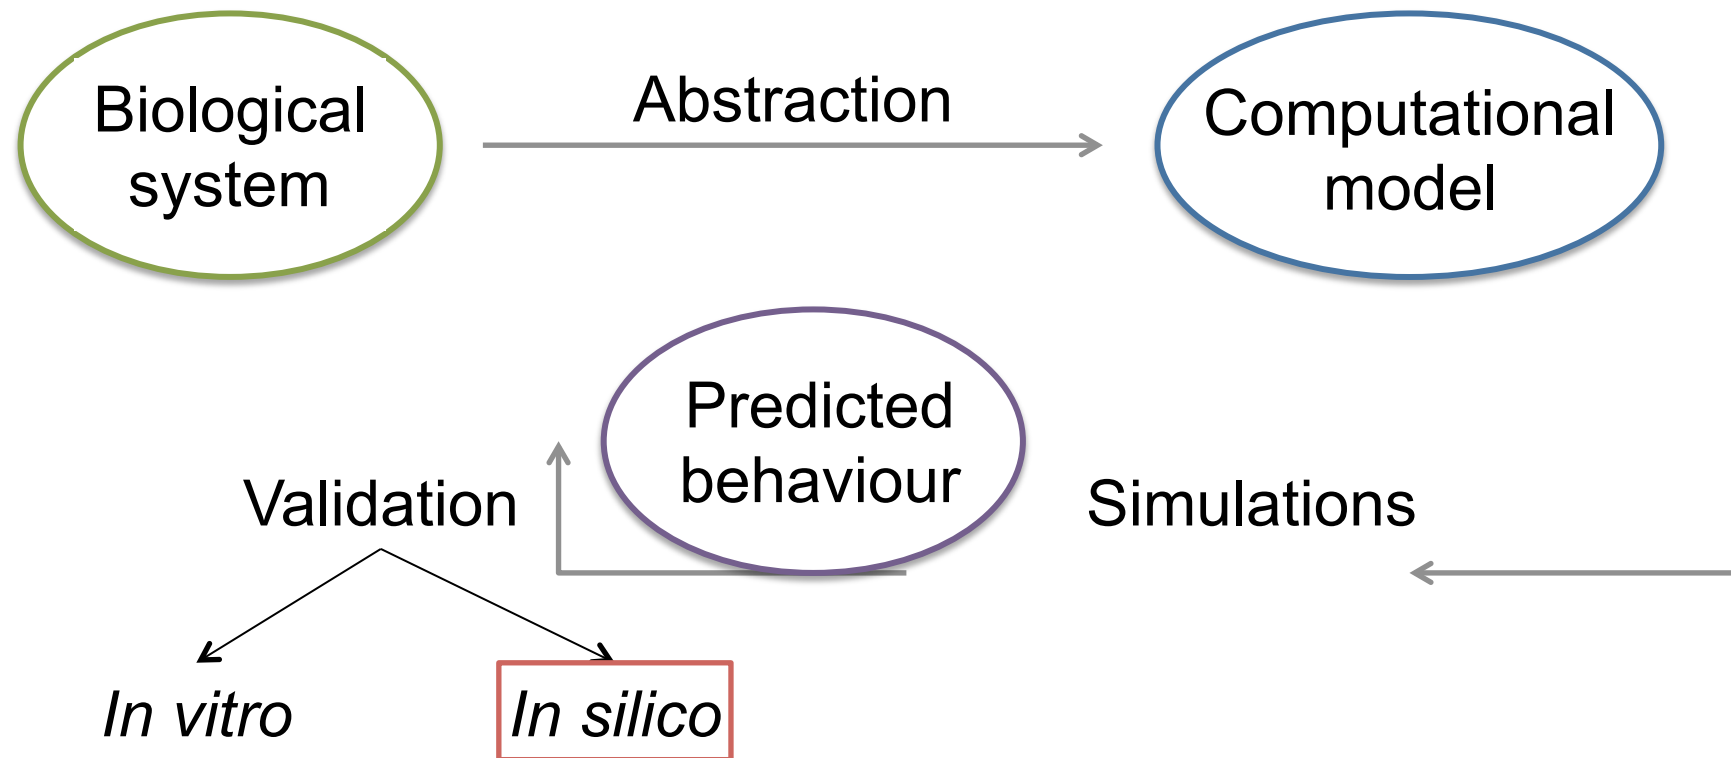 Biological
system
Abstraction
Computational
model
Predicted
behaviour
Validation
Simulations
In vitro
In silico